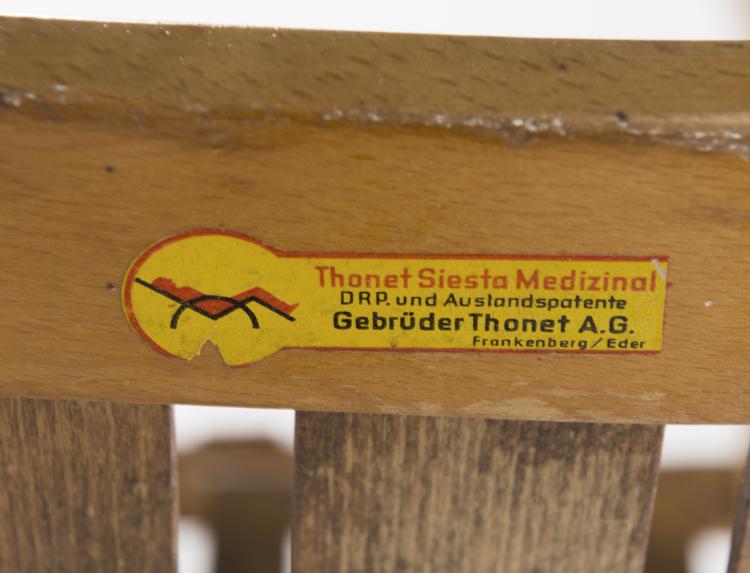 Thonet Siesta Medizinal
DRP. und Auslandspatente
Gebrüder Thonet A.G.
Frankenberg/Eder